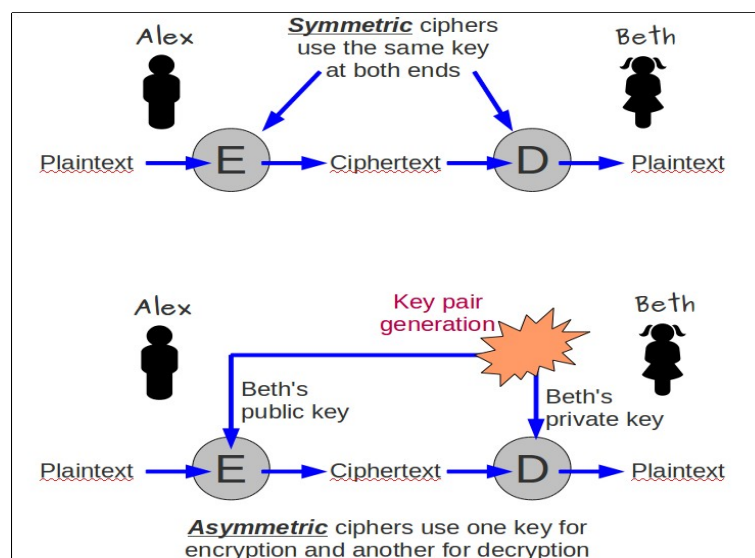 Alex
Symmetric ciphers
use the same key
at both ends
Beth
Plaintext
E
Ciphertext
D
Plaintext
Alex
Key pair
generation
Beth
Beth's
public key
Beth's
private key
Plaintext
E
Ciphertext
D
Plaintext
Asymmetric ciphers use one key for
encryption and another for decryption